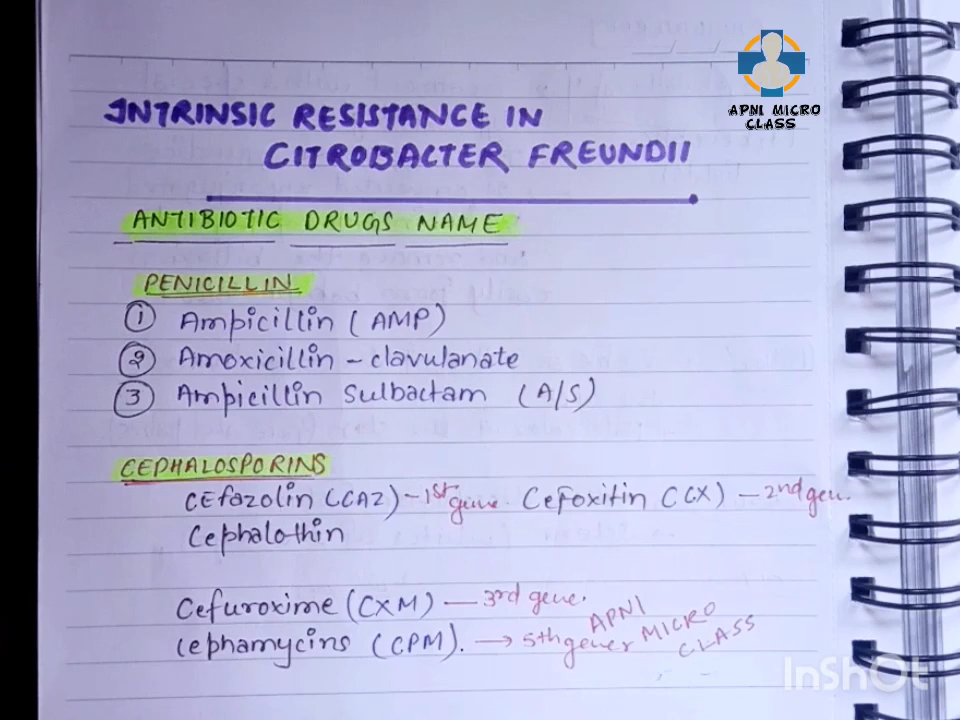 APNI MICRO
CLASS
INTRINSIC RESISTANCE IN
CITROBACTER FREUNDII
ANTIBIOTIC DRUGS NAME
PENICILLIN
① Ampicillin (AMP)
② Amoxicillin - clavulanate
③ Ampicillin Sulbactam (A/S)
CEPHALOSPORINS
CEfazolin (CAZ) - 1st gene. Cefoxitin (CX) - 2nd gen.
Cephalothin
Cefuroxime (CXM) — 3rd gene.
Cephamycins (CPM). → 5th gener
APNI
MICRO
CLASS
InShOt